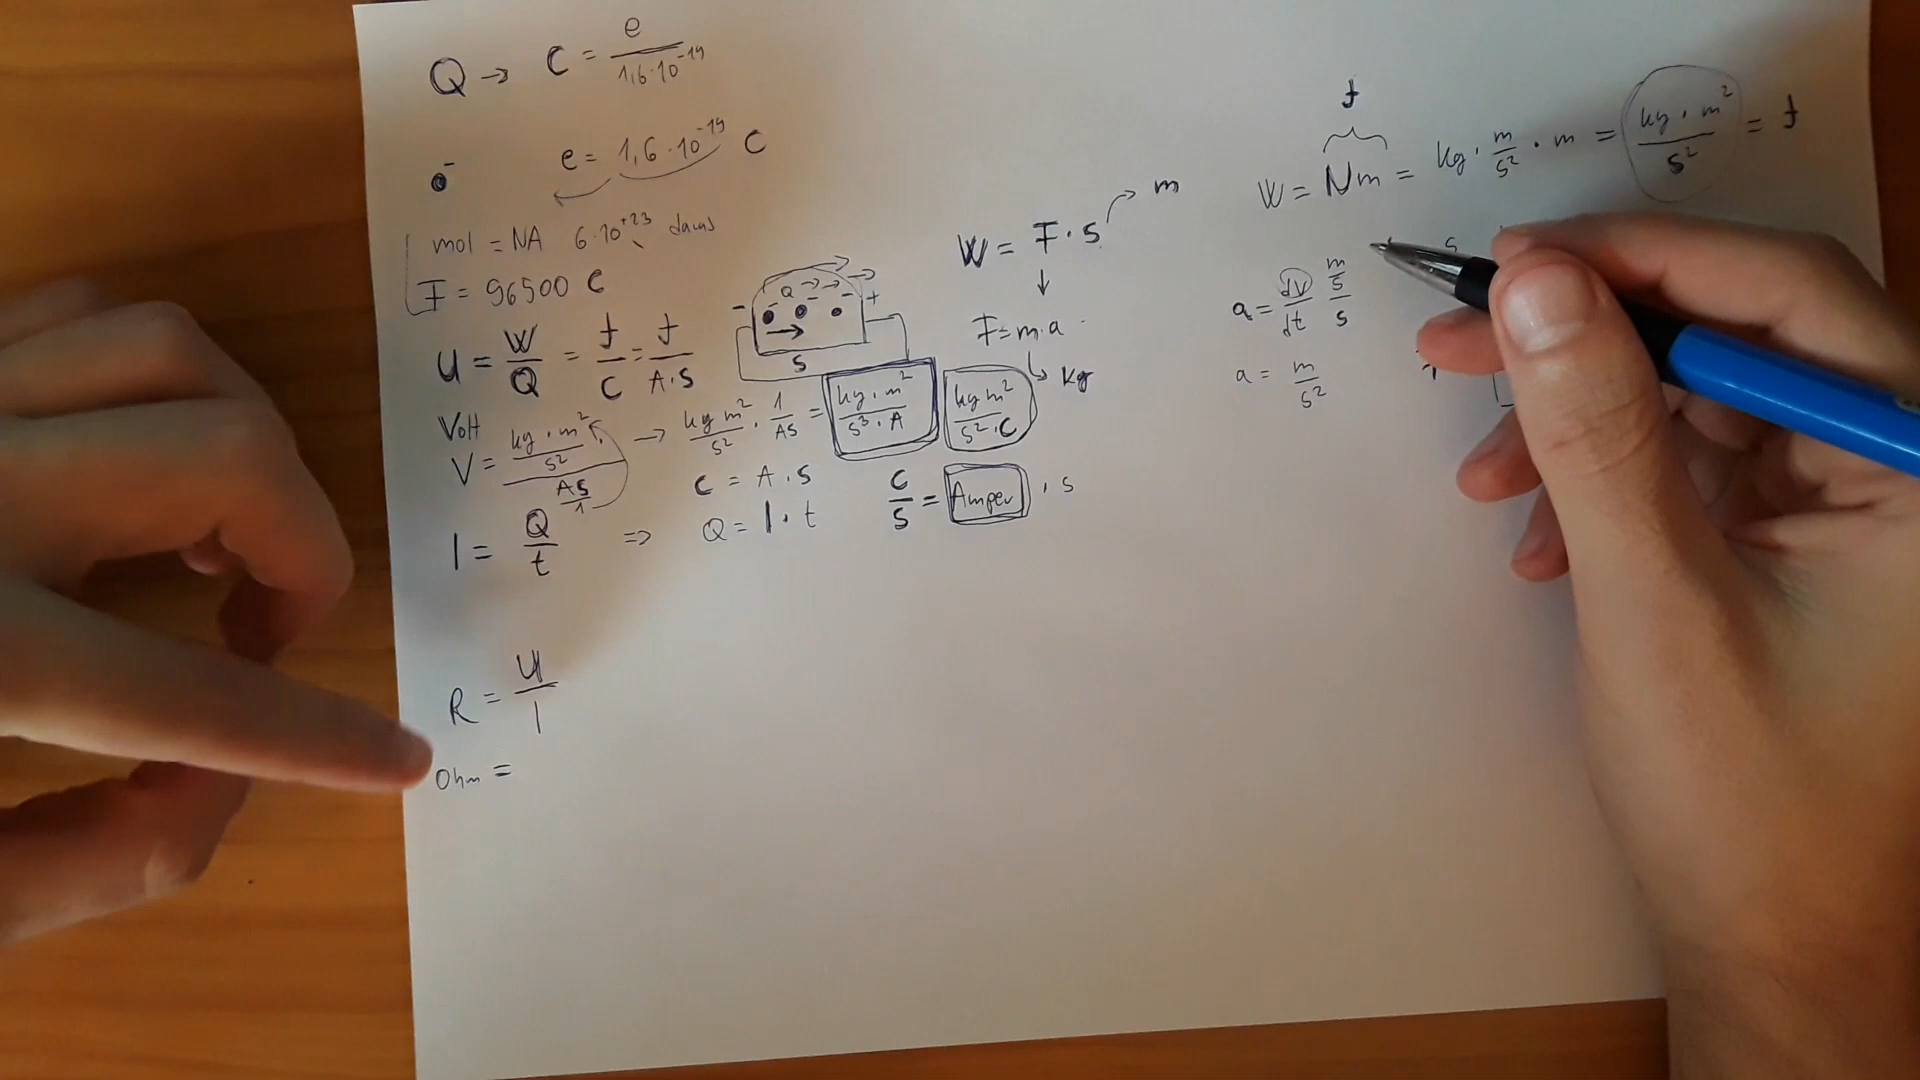 Q → C = e / 1,6·10⁻¹⁹
e = 1,6·10⁻¹⁹ C
mol = NA 6·10⁺²³
F = 96500 C
U = W/Q = J/C = J/A·s
- Q → → - +
S
Volt
V = (kg·m²/s²)/(As/1) → kg m²/s² · 1/As = kg·m²/s³·A kg m²/s²·C
C = A·s C/s = Amper · s
I = Q/t ⇒ Q = I·t
R = U/I
Ohm =
W = F·s → m
↓
F = m·a
↳ kg
J
W = Nm = kg·m/s²·m = kg·m²/s² = J
a = dv/dt (m/s)/s
a = m/s²